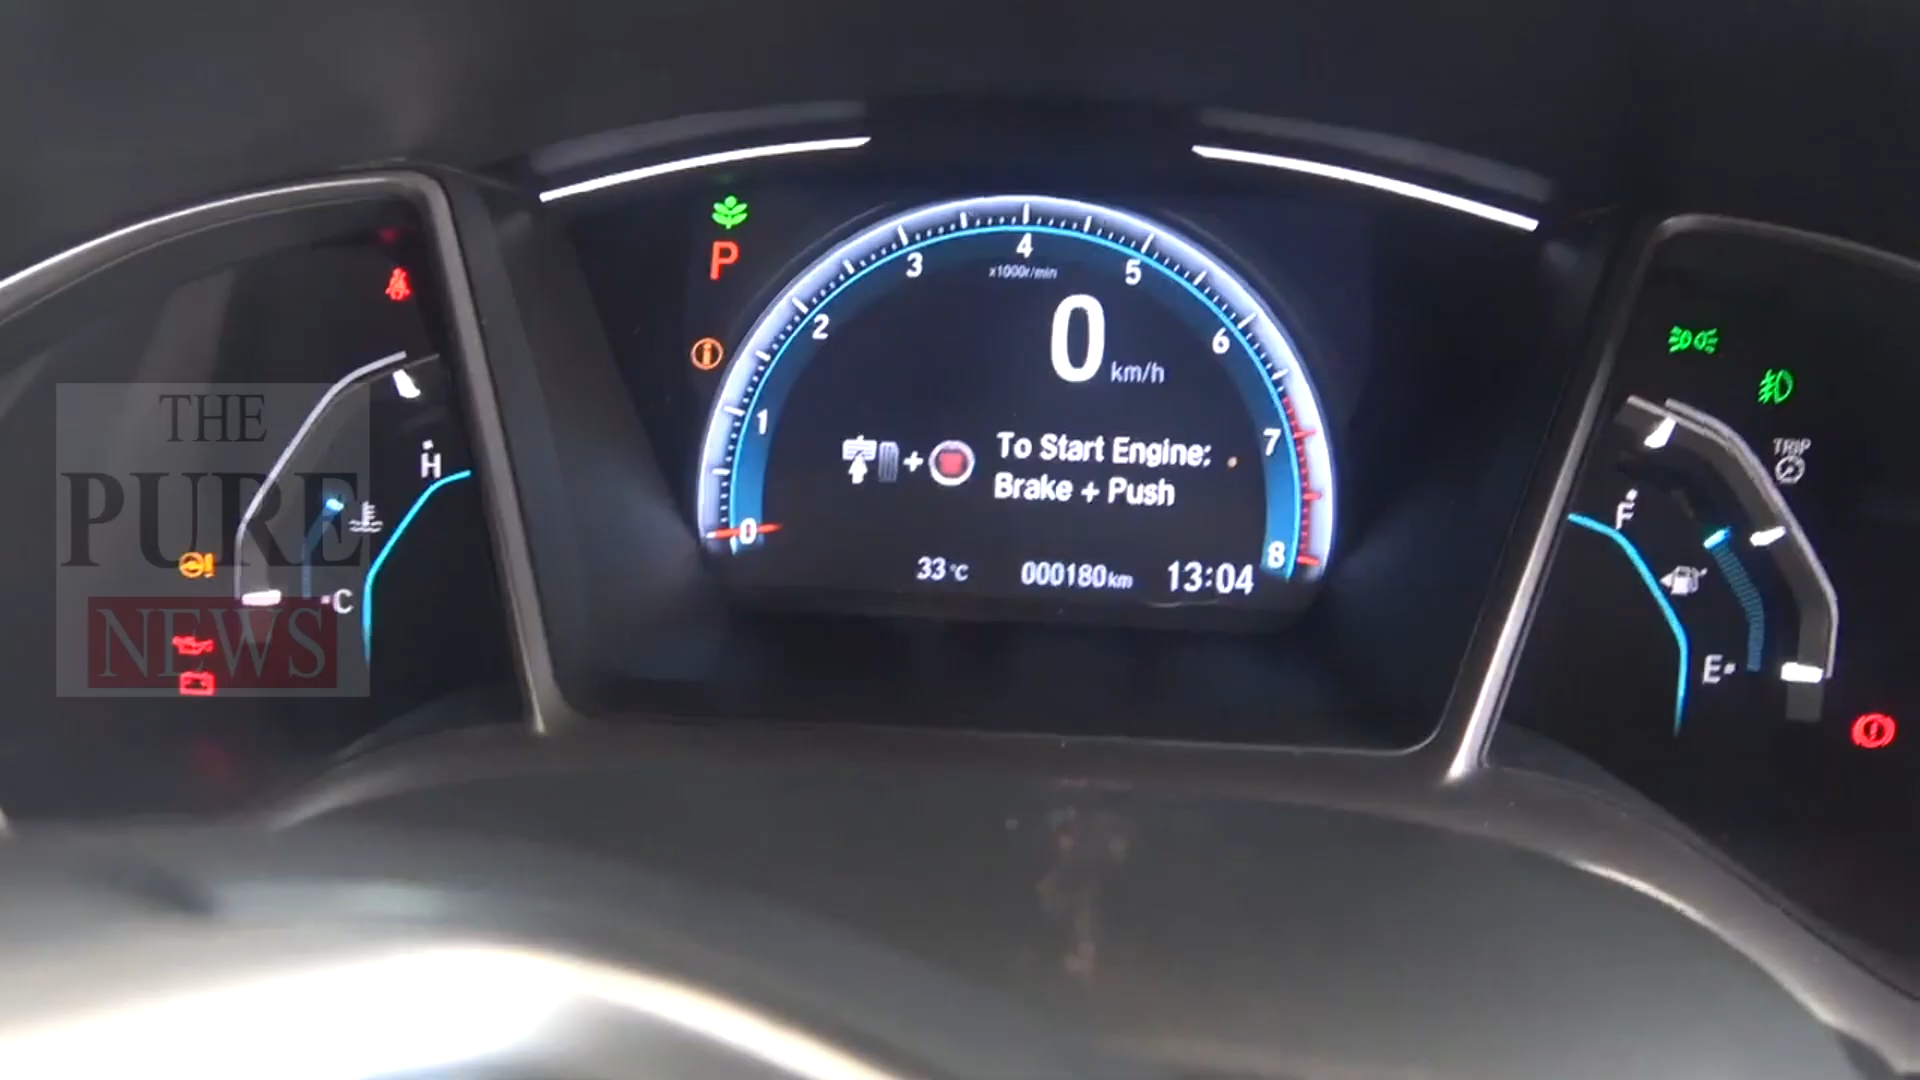 THE
PURE
NEWS
H
C
P
0
1
2
3
4
5
6
7
8
x1000r/min
0 km/h
To Start Engine:
Brake + Push
33°C 000180km 13:04
TRIP
F
E